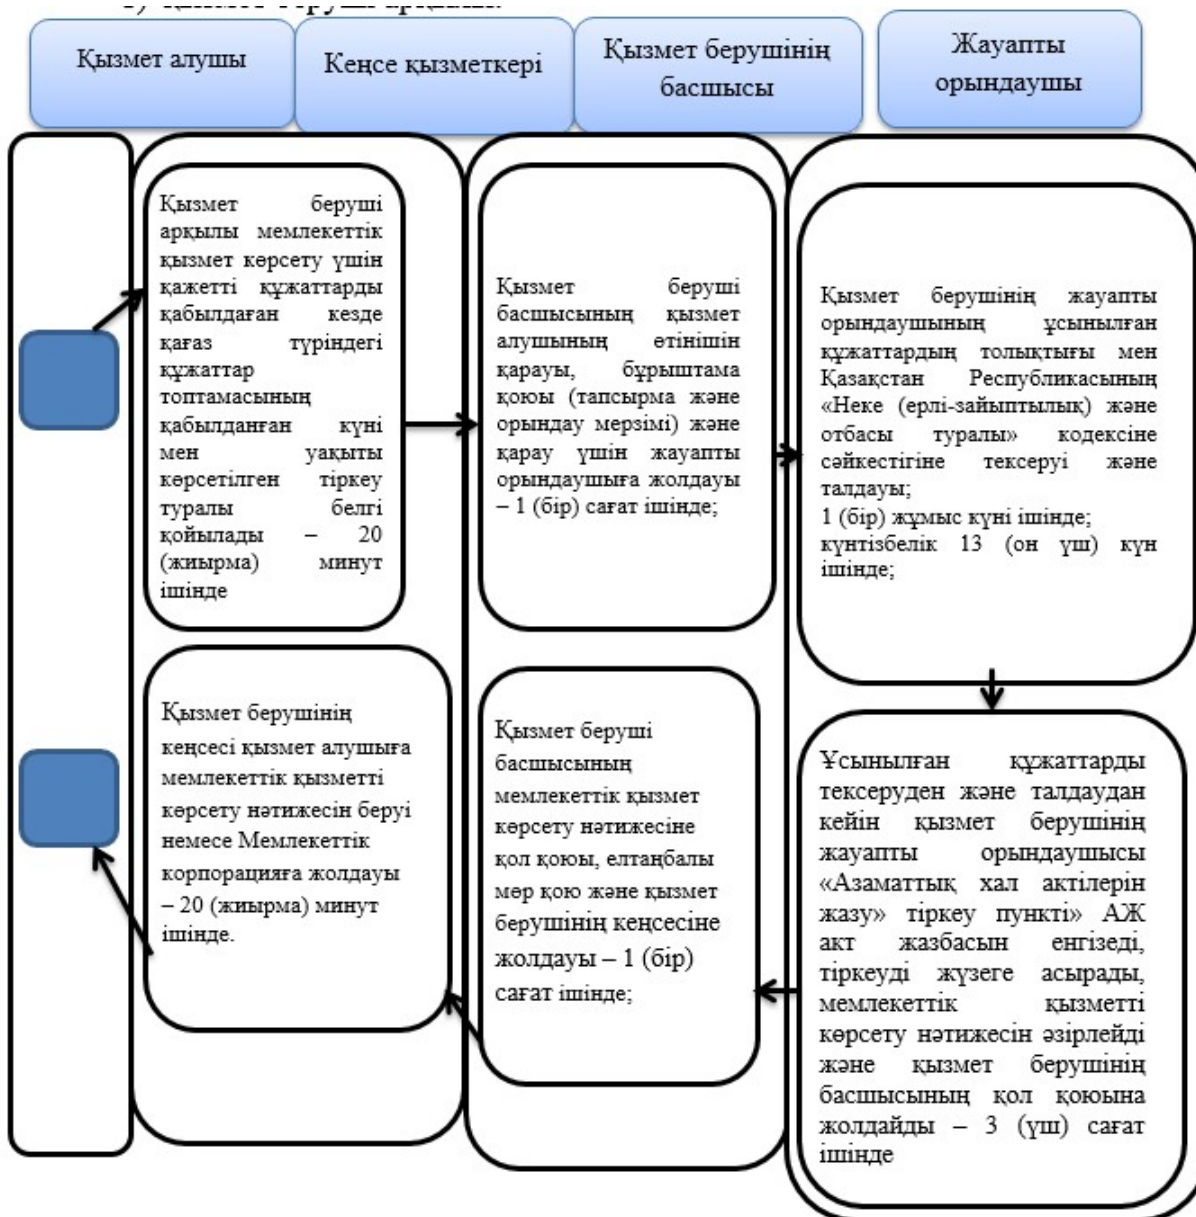 Қызмет алушы
Кеңсе қызметкері
Қызмет берушінің
басшысы
Жауапты
орындаушы
Қызмет беруші
арқылы мемлекеттік
қызмет көрсету үшін
қажетті құжаттарды
қабылдаған кезде
қағаз түріндегі
құжаттар
топтамасының
қабылданған күні
мен уақыты
көрсетілген тіркеу
туралы белгі
қойылады – 20
(жиырма) минут
ішінде
Қызмет беруші
басшысының қызмет
алушының өтінішін
қарауы, бұрыштама
қоюы (тапсырма және
орындау мерзімі) және
қарау үшін жауапты
орындаушыға жолдауы
– 1 (бір) сағат ішінде;
Қызмет берушінің жауапты
орындаушының ұсынылған
құжаттардың толықтығы мен
Қазақстан Республикасының
«Неке (ерлі-зайыптылық) және
отбасы туралы» кодексіне
сәйкестігіне тексеруі және
талдауы;
1 (бір) жұмыс күні ішінде;
күнтізбелік 13 (он үш) күн
ішінде;
Ұсынылған құжаттарды
тексеруден және талдаудан
кейін қызмет берушінің
жауапты орындаушысы
«Азаматтық хал актілерін
жазу» тіркеу пункті» АЖ
акт жазбасын енгізеді,
тіркеуді жүзеге асырады,
мемлекеттік қызметті
көрсету нәтижесін әзірлейді
және қызмет берушінің
басшысының қол қоюына
жолдайды – 3 (үш) сағат
ішінде
Қызмет беруші
басшысының
мемлекеттік қызмет
көрсету нәтижесіне
қол қоюы, елтаңбалы
мөр қою және қызмет
берушінің кеңсесіне
жолдауы – 1 (бір)
сағат ішінде;
Қызмет берушінің
кеңсесі қызмет алушыға
мемлекеттік қызметті
көрсету нәтижесін беруі
немесе Мемлекеттік
корпорацияға жолдауы
– 20 (жиырма) минут
ішінде.